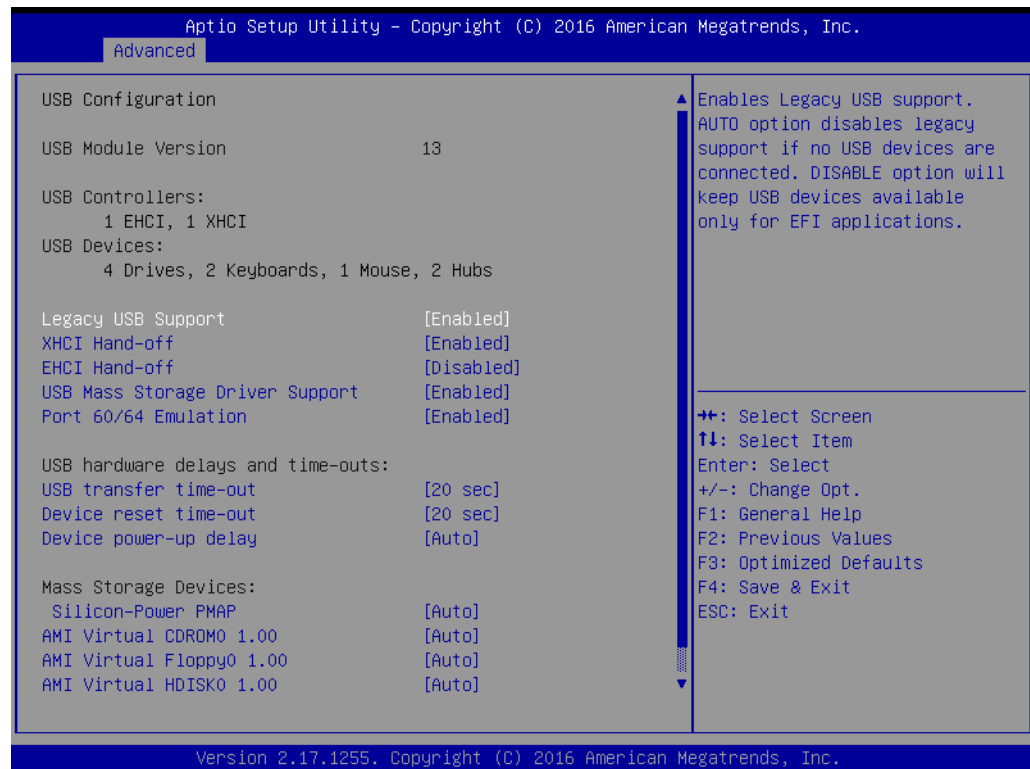 Aptio Setup Utility – Copyright (C) 2016 American Megatrends, Inc.
Advanced
USB Configuration
USB Module Version 13
USB Controllers:
1 EHCI, 1 XHCI
USB Devices:
4 Drives, 2 Keyboards, 1 Mouse, 2 Hubs
Legacy USB Support [Enabled]
XHCI Hand-off [Enabled]
EHCI Hand-off [Disabled]
USB Mass Storage Driver Support [Enabled]
Port 60/64 Emulation [Enabled]
USB hardware delays and time-outs:
USB transfer time-out [20 sec]
Device reset time-out [20 sec]
Device power-up delay [Auto]
Mass Storage Devices:
Silicon-Power PMAP [Auto]
AMI Virtual CDROM0 1.00 [Auto]
AMI Virtual Floppy0 1.00 [Auto]
AMI Virtual HDISK0 1.00 [Auto]
Enables Legacy USB support.
AUTO option disables legacy
support if no USB devices are
connected. DISABLE option will
keep USB devices available
only for EFI applications.
→←: Select Screen
↑↓: Select Item
Enter: Select
+/-: Change Opt.
F1: General Help
F2: Previous Values
F3: Optimized Defaults
F4: Save & Exit
ESC: Exit
Version 2.17.1255. Copyright (C) 2016 American Megatrends, Inc.